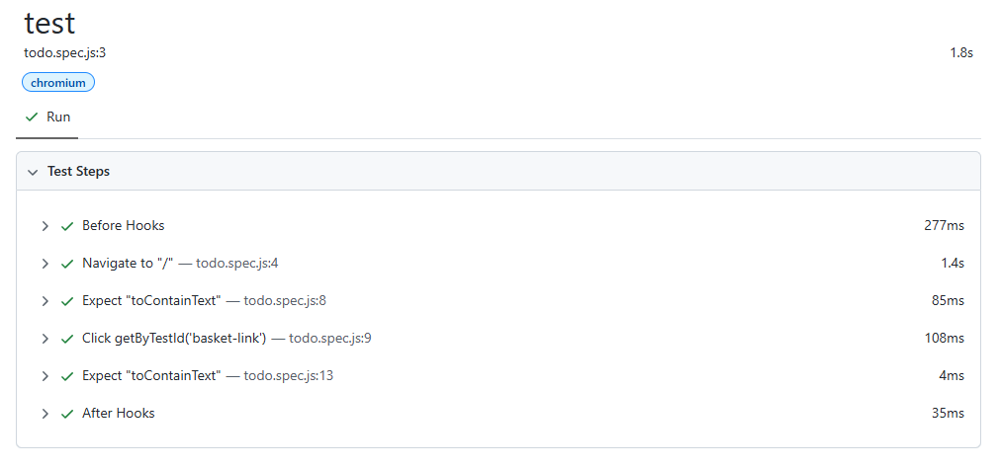 test
todo.spec.js:3 1.8s
chromium
Run
Test Steps
Before Hooks 277ms
Navigate to "/" — todo.spec.js:4 1.4s
Expect "toContainText" — todo.spec.js:8 85ms
Click getByTestId('basket-link') — todo.spec.js:9 108ms
Expect "toContainText" — todo.spec.js:13 4ms
After Hooks 35ms